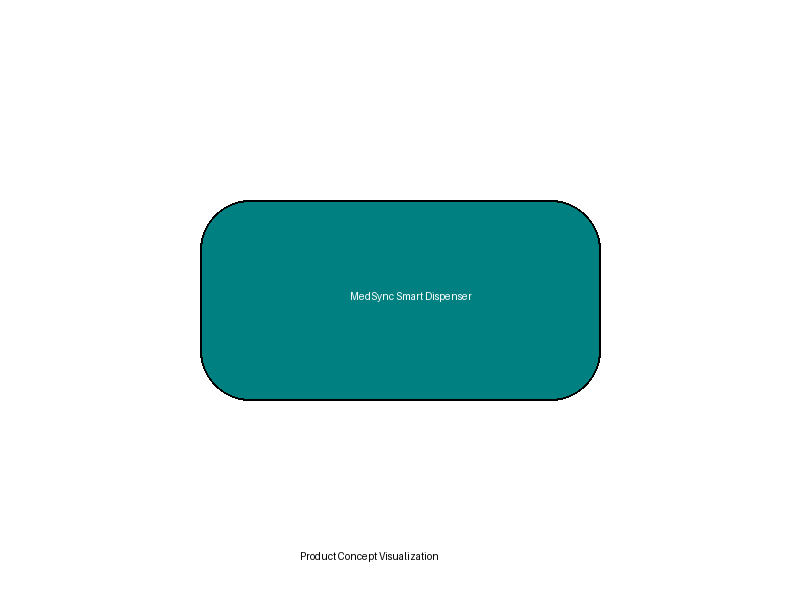 MedSync Smart Dispenser
Product Concept Visualization